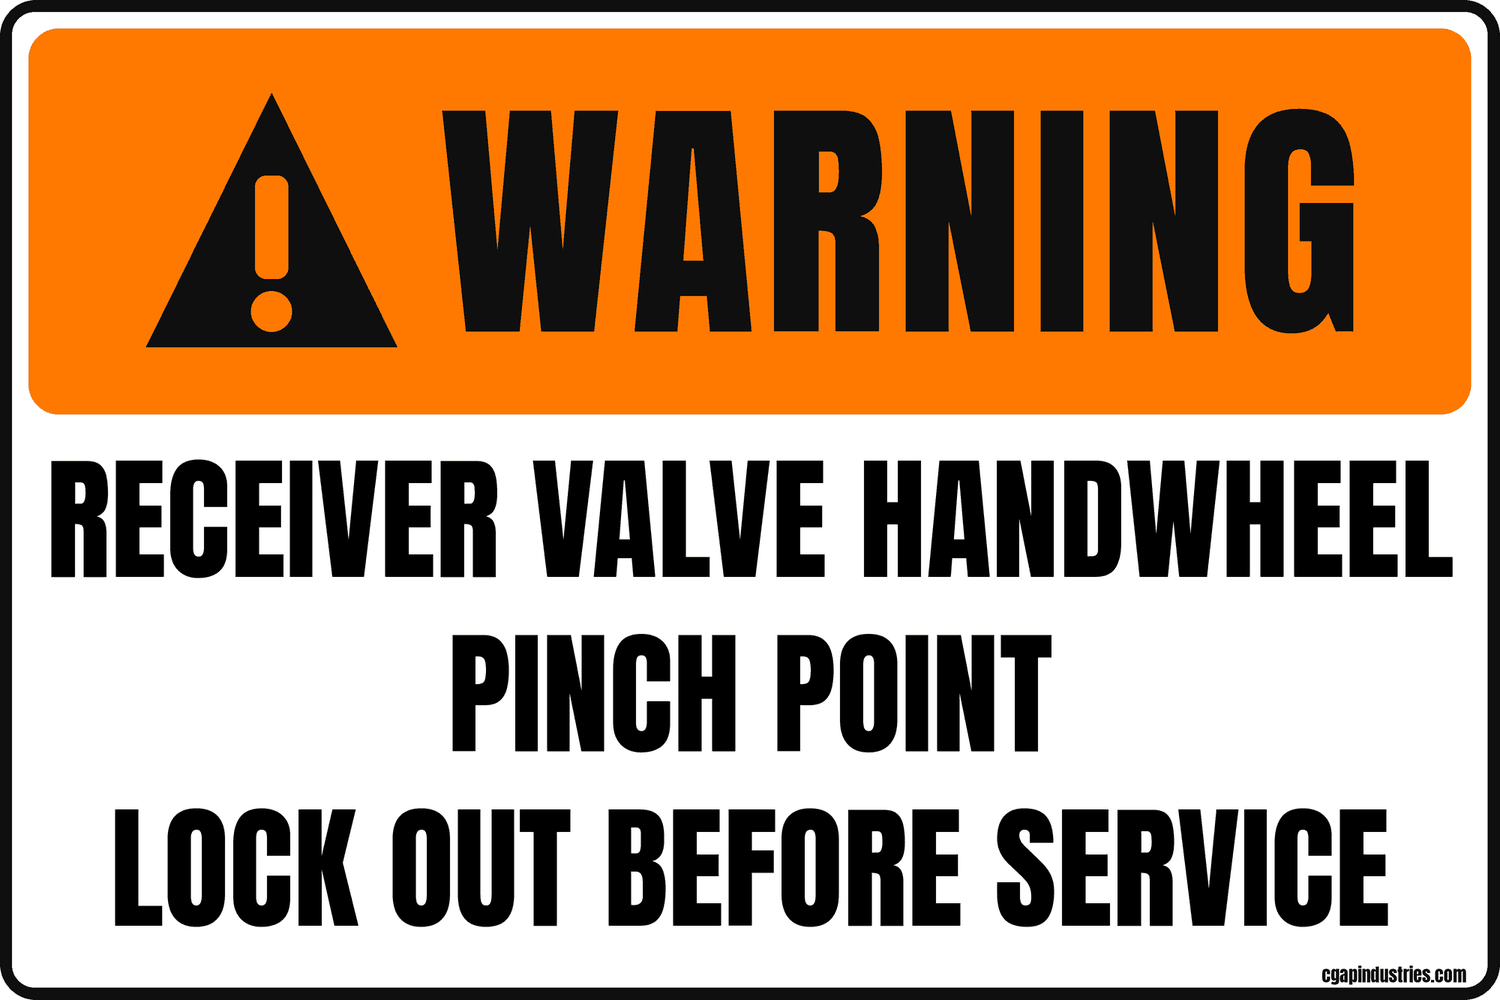 WARNING
RECEIVER VALVE HANDWHEEL
PINCH POINT
LOCK OUT BEFORE SERVICE
cgapindustries.com